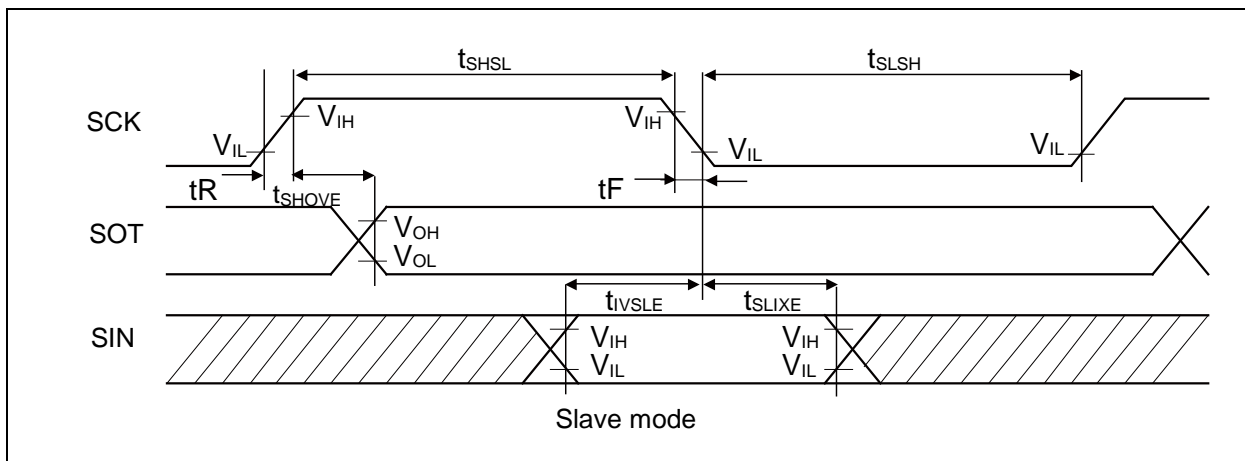 tSHSL
tSLSH
SCK
VIH
VIH
VIL
VIL
VIL
tR
tSHOVE
tF
SOT
VOH
VOL
tIVSLE
tSLIXE
SIN
VIH
VIH
VIL
VIL
Slave mode